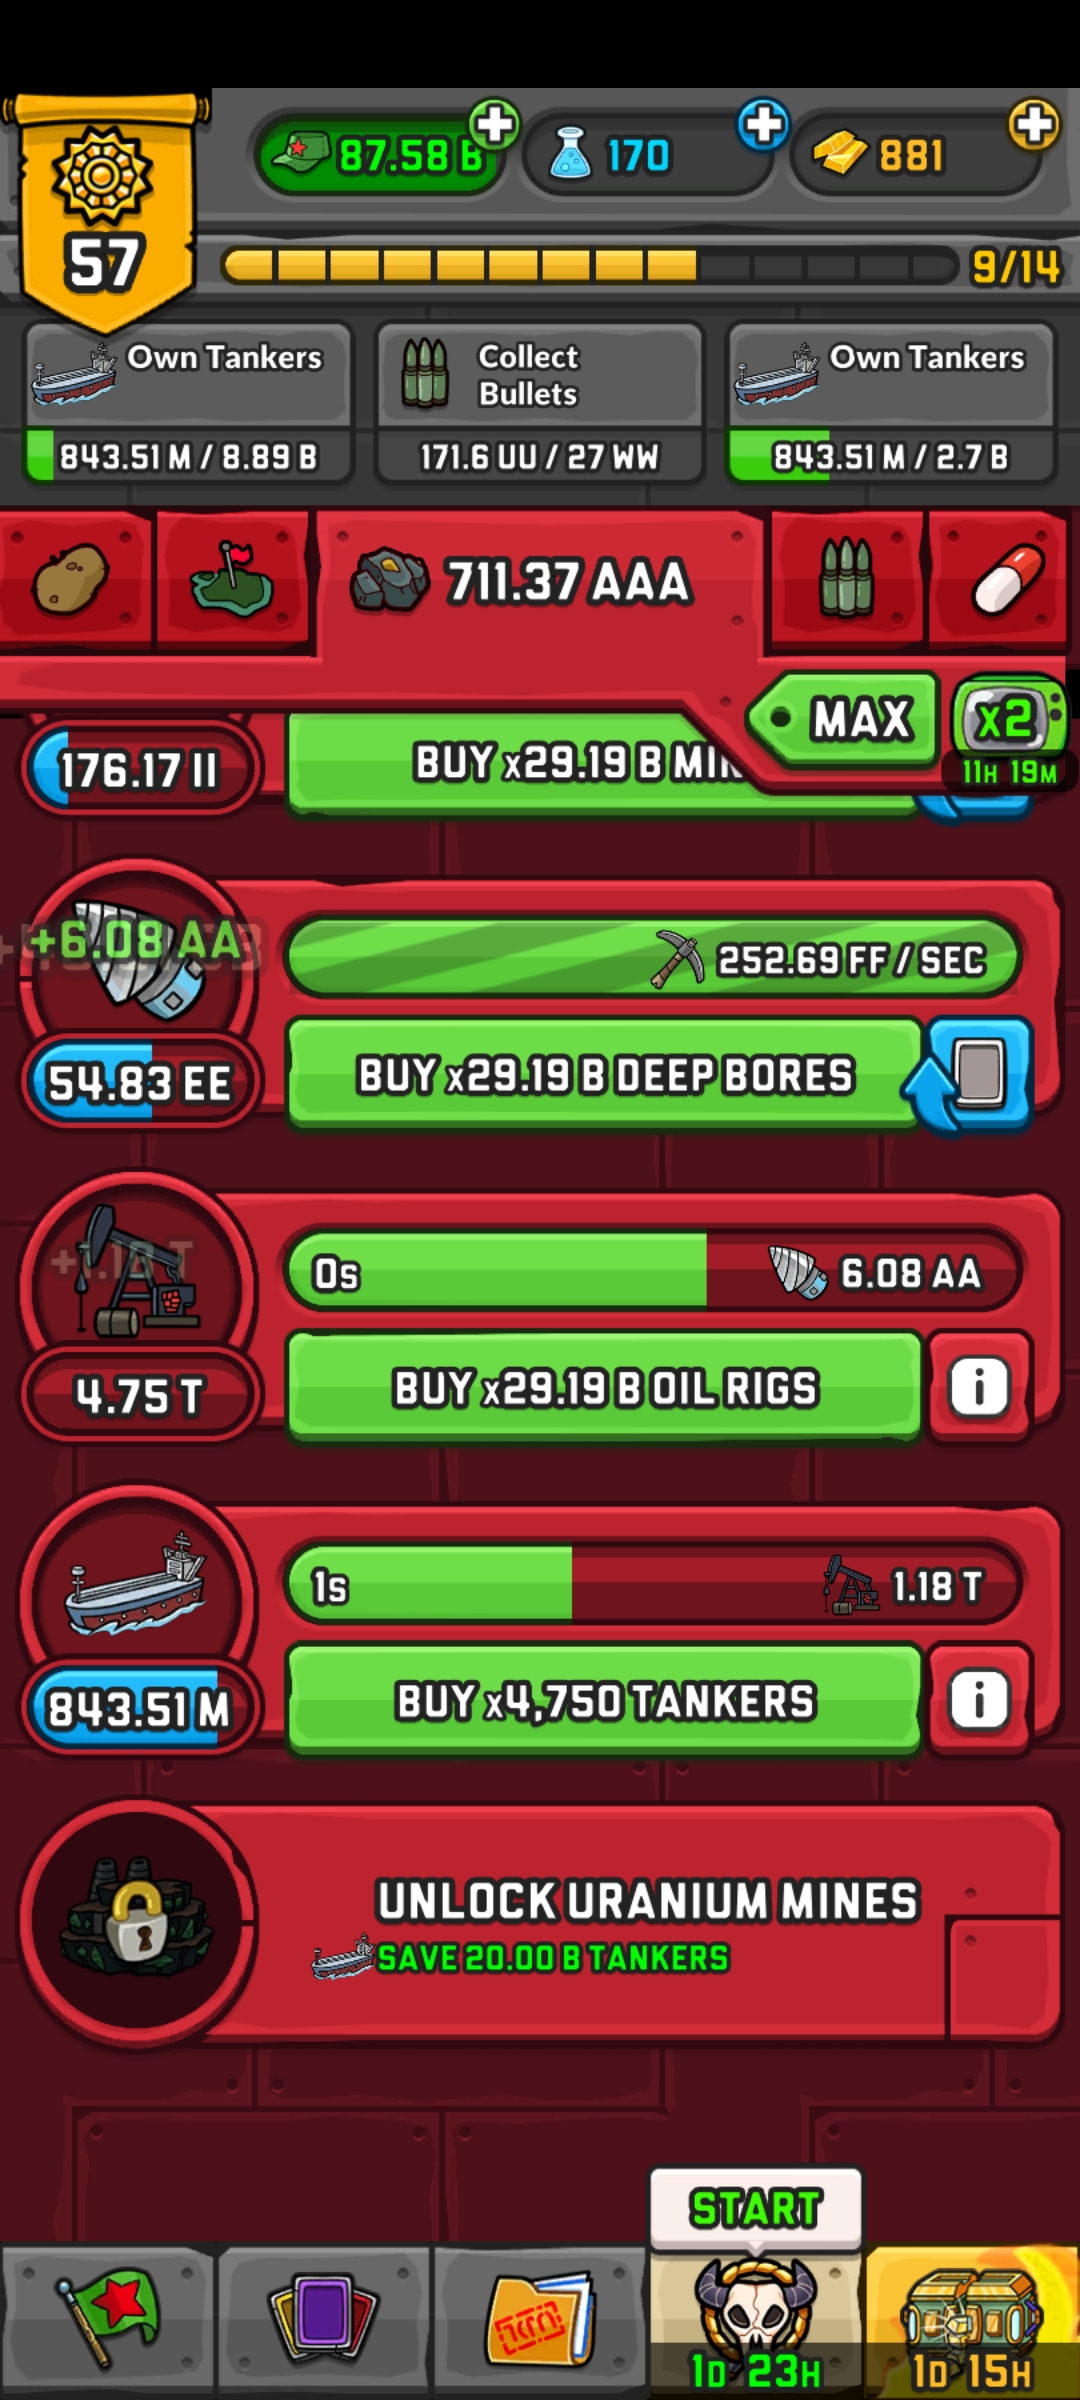 87.58 B
170
881
57
9/14
Own Tankers
843.51 M / 8.89 B
Collect
Bullets
171.6 UU / 27 WW
Own Tankers
843.51 M / 2.7 B
711.37 AAA
MAX
x2
11H 19M
176.17 II
BUY x29.19 B MIN
+6.08 AA
252.69 FF / SEC
54.83 EE
BUY x29.19 B DEEP BORES
+1.18 T
0s
6.08 AA
4.75 T
BUY x29.19 B OIL RIGS
i
1s
1.18 T
843.51 M
BUY x4,750 TANKERS
i
UNLOCK URANIUM MINES
SAVE 20.00 B TANKERS
START
1D 23H
1D 15H